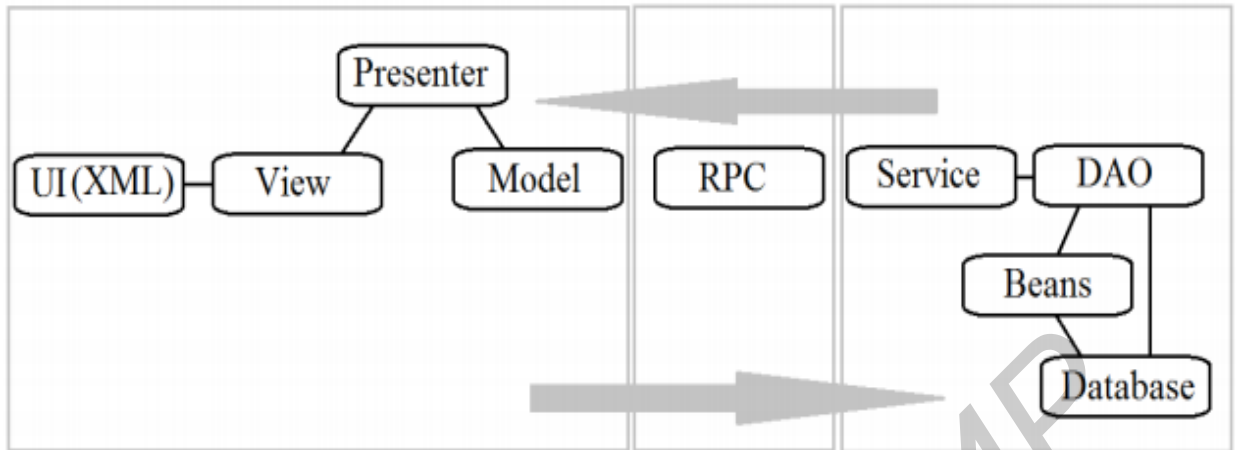 Presenter
UI(XML)
View
Model
RPC
Service
DAO
Beans
Database